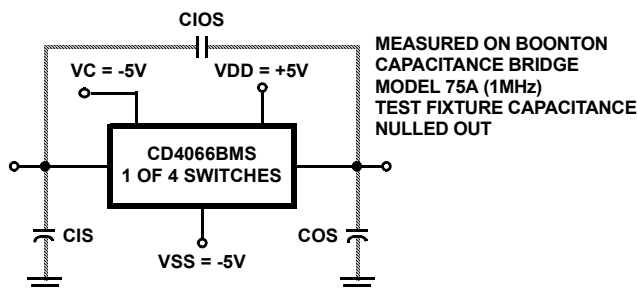 CIOS
VC = -5V
VDD = +5V
MEASURED ON BOONTON
CAPACITANCE BRIDGE
MODEL 75A (1MHz)
TEST FIXTURE CAPACITANCE
NULLED OUT
CD4066BMS
1 OF 4 SWITCHES
CIS
COS
VSS = -5V